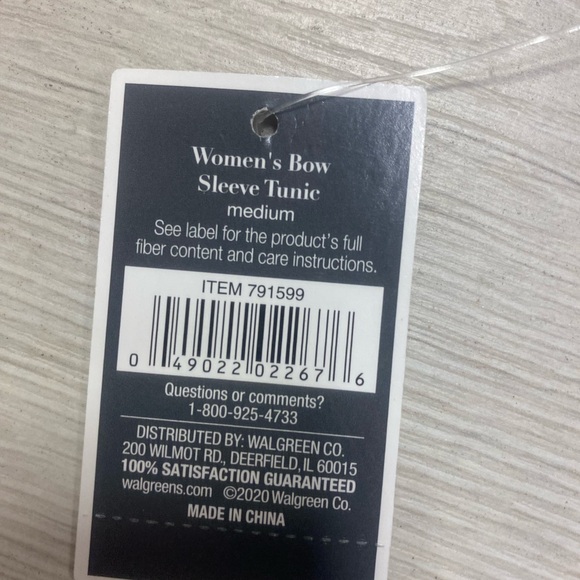 Women's Bow
Sleeve Tunic
medium
See label for the product's full
fiber content and care instructions.
ITEM 791599
0 49022 02267 6
Questions or comments?
1-800-925-4733
DISTRIBUTED BY: WALGREEN CO.
200 WILMOT RD., DEERFIELD, IL 60015
100% SATISFACTION GUARANTEED
walgreens.com ©2020 Walgreen Co.
MADE IN CHINA